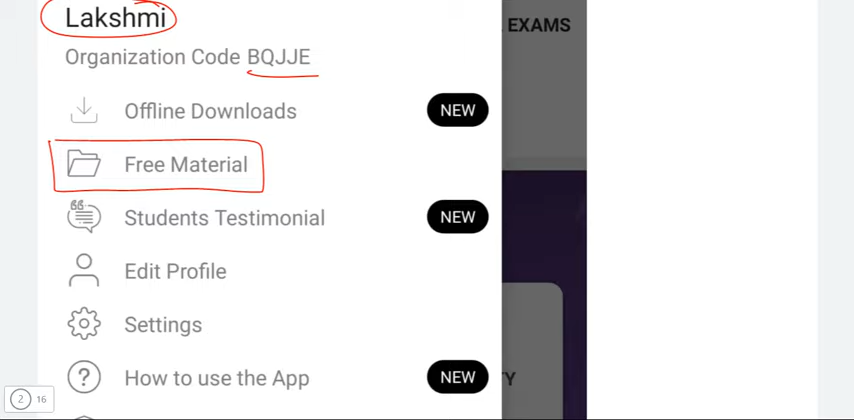 Lakshmi
EXAMS
Organization Code BQJJE
Offline Downloads NEW
Free Material
Students Testimonial NEW
Edit Profile
Settings
How to use the App NEW
2 16